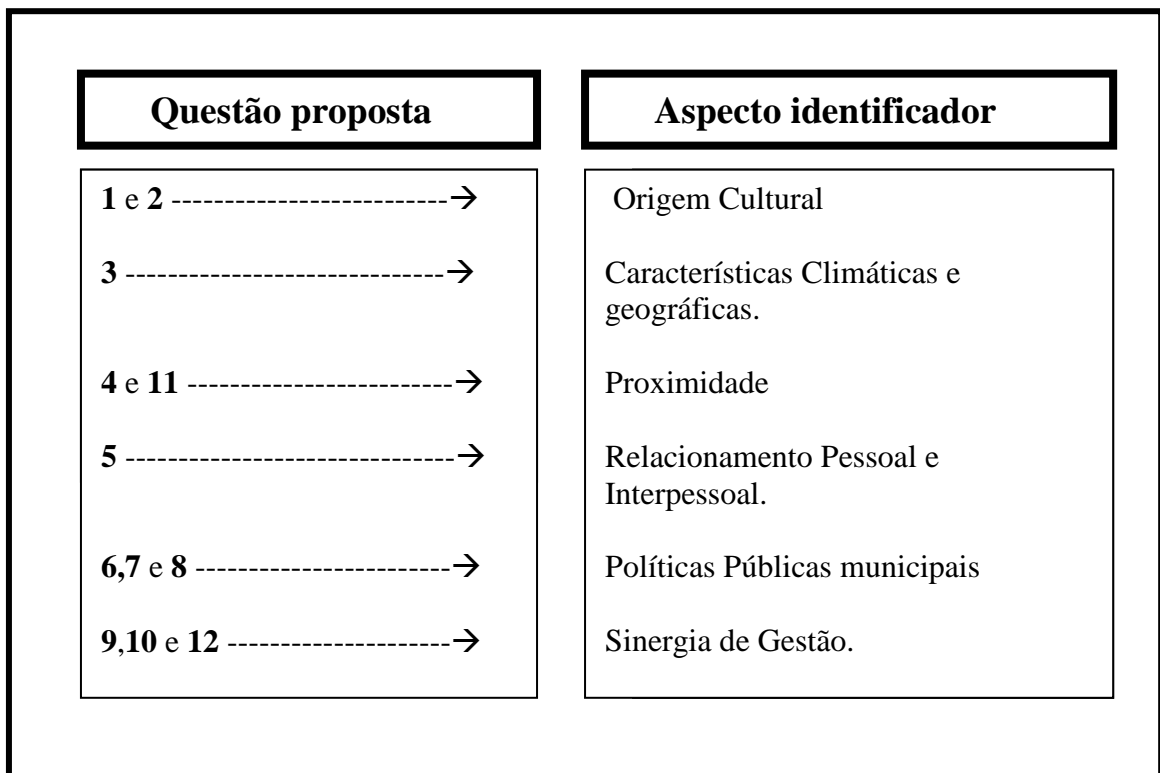 Questão proposta
Aspecto identificador
1 e 2 --------------------------→ Origem Cultural
3 ------------------------------→ Características Climáticas e
geográficas.
4 e 11 -------------------------→ Proximidade
5 -------------------------------→ Relacionamento Pessoal e
Interpessoal.
6,7 e 8 ------------------------→ Políticas Públicas municipais
9,10 e 12 ---------------------→ Sinergia de Gestão.